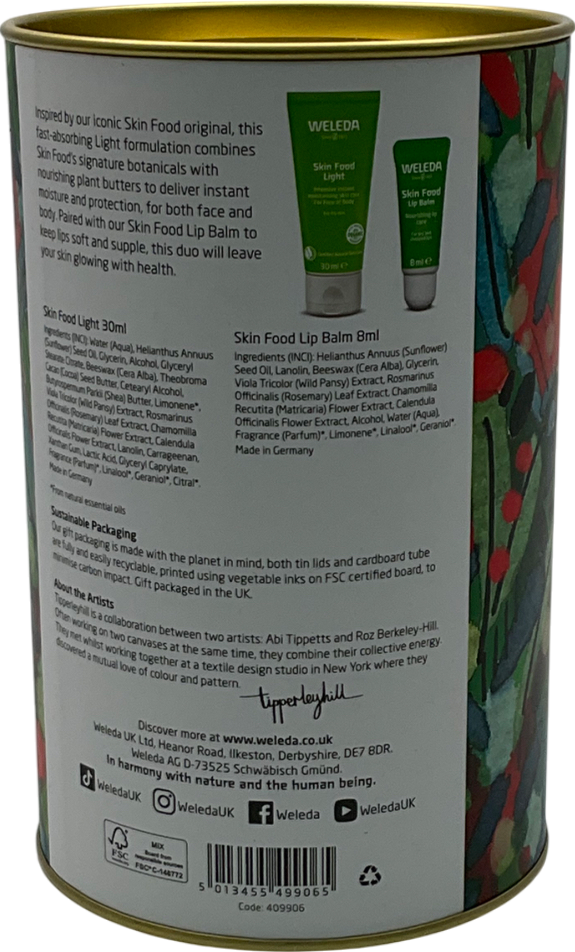 Inspired by our iconic Skin Food original, this
fast-absorbing Light formulation combines
Skin Food's signature botanicals with
nourishing plant butters to deliver instant
moisture and protection, for both face and
body. Paired with our Skin Food Lip Balm to
keep lips soft and supple, this duo will leave
your skin glowing with health.
WELEDA
Skin Food
Light
30ml e
WELEDA
Skin Food
Lip Balm
Nourishing lip
care
8ml e
Skin Food Light 30ml
Ingredients (INCI): Water (Aqua), Helianthus Annuus
(Sunflower) Seed Oil, Glycerin, Alcohol, Glyceryl
Stearate Citrate, Beeswax (Cera Alba), Theobroma
Cacao (Cocoa) Seed Butter, Cetearyl Alcohol,
Butyrospermum Parkii (Shea) Butter, Limonene*,
Viola Tricolor (Wild Pansy) Extract, Rosmarinus
Officinalis (Rosemary) Leaf Extract, Chamomilla
Recutita (Matricaria) Flower Extract, Calendula
Officinalis Flower Extract, Lanolin, Carrageenan,
Xanthan Gum, Lactic Acid, Glyceryl Caprylate,
Fragrance (Parfum)*, Linalool*, Geraniol*, Citral*.
Made in Germany
*From natural essential oils
Skin Food Lip Balm 8ml
Ingredients (INCI): Helianthus Annuus (Sunflower)
Seed Oil, Lanolin, Beeswax (Cera Alba), Glycerin,
Viola Tricolor (Wild Pansy) Extract, Rosmarinus
Officinalis (Rosemary) Leaf Extract, Chamomilla
Recutita (Matricaria) Flower Extract, Calendula
Officinalis Flower Extract, Alcohol, Water (Aqua),
Fragrance (Parfum)*, Limonene*, Linalool*, Geraniol*
Made in Germany
Sustainable Packaging
Our gift packaging is made with the planet in mind, both tin lids and cardboard tube
are fully and easily recyclable, printed using vegetable inks on FSC certified board, to
minimise carbon impact. Gift packaged in the UK.
About the Artists
Tipperleyhill is a collaboration between two artists: Abi Tippetts and Roz Berkeley-Hill.
Often working on two canvases at the same time, they combine their collective energy.
They met whilst working together at a textile design studio in New York where they
discovered a mutual love of colour and pattern.
tipperleyhill
Discover more at www.weleda.co.uk
Weleda UK Ltd, Heanor Road, Ilkeston, Derbyshire, DE7 8DR.
Weleda AG D-73525 Schwäbisch Gmünd.
In harmony with nature and the human being.
WeledaUK WeledaUK Weleda WeledaUK
FSC
MIX
Board from
responsible sources
FSC® C-148772
5 013455 499065
Code: 409906